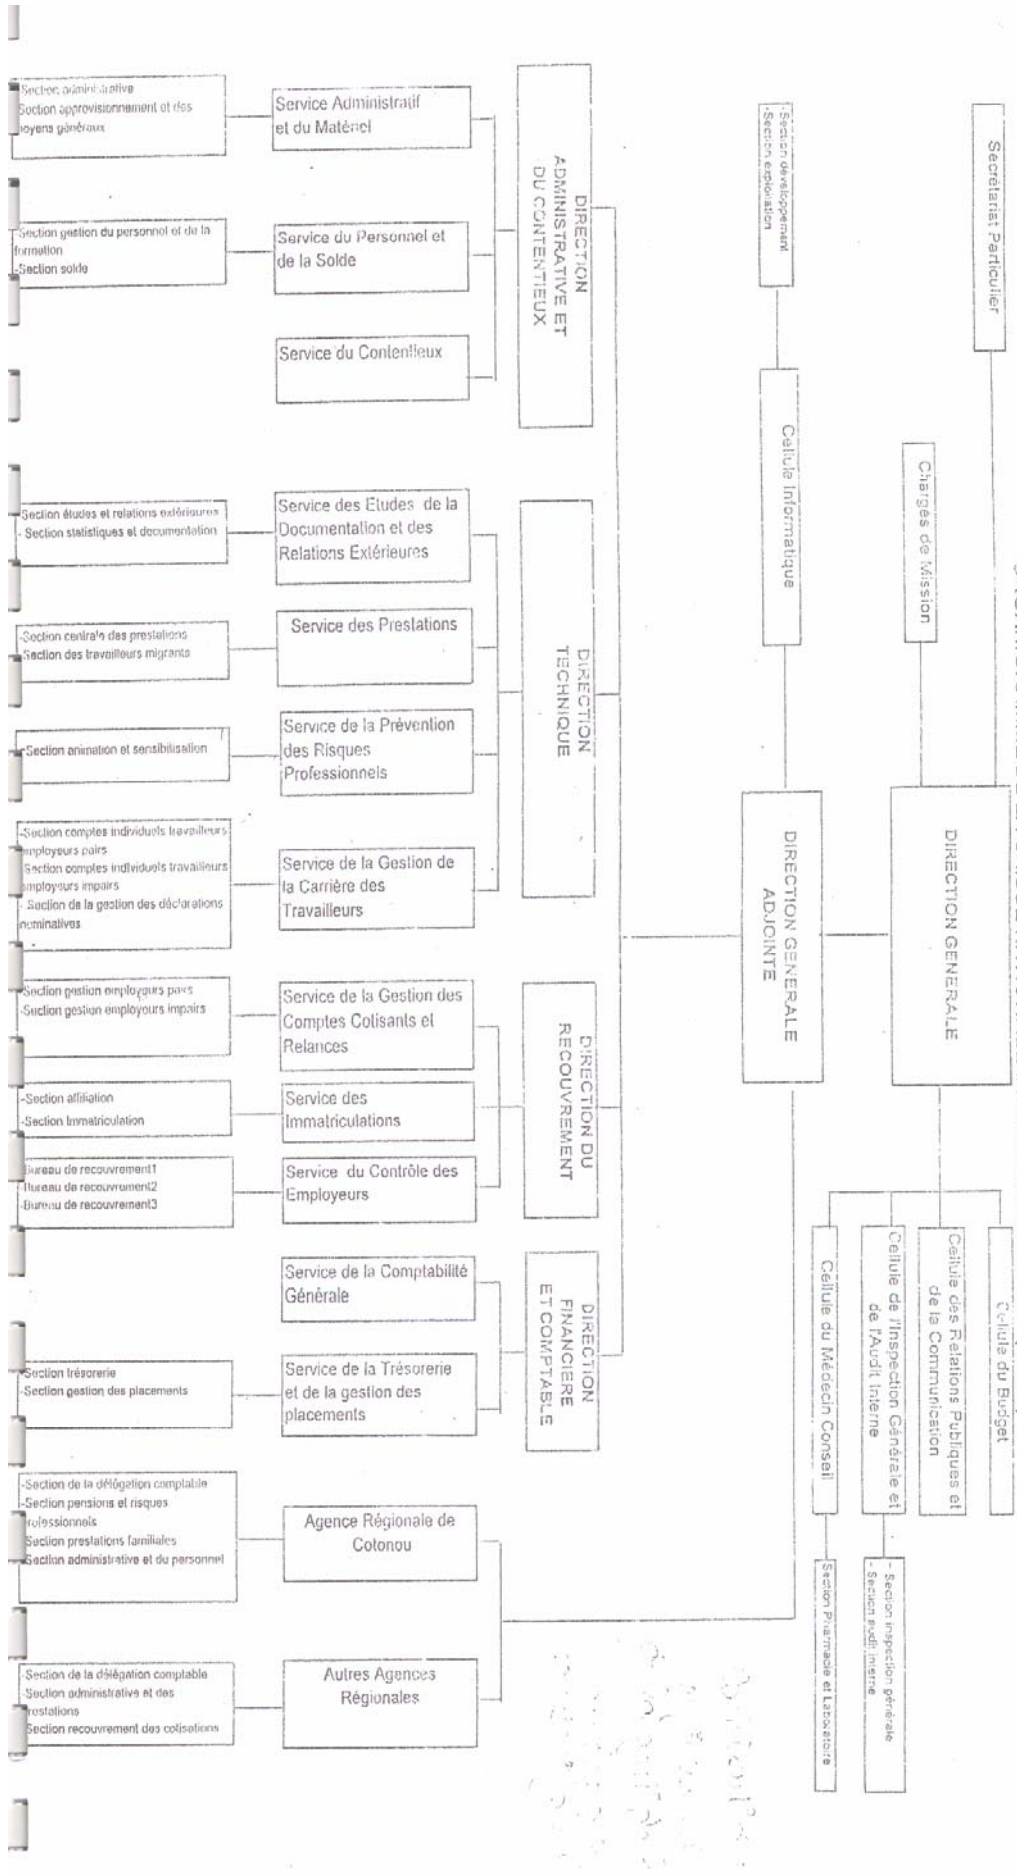 Secrétariat Particulier
Chargés de Mission
DIRECTION GENERALE
Cellule du Budget
Cellule des Relations Publiques et
de la Communication
Cellule de l'Inspection Générale et
de l'Audit Interne
- Section inspection générale
- Section audit interne
Cellule du Médecin Conseil
Section Pharmacie et Laboratoire
DIRECTION GENERALE
ADJOINTE
Cellule Informatique
-Section développement
-Section exploitation
DIRECTION
ADMINISTRATIVE ET
DU CONTENTIEUX
Service Administratif
et du Matériel
Section administrative
Section approvisionnement et des
moyens généraux
Service du Personnel et
de la Solde
-Section gestion du personnel et de la
formation
-Section solde
Service du Contentieux
DIRECTION
TECHNIQUE
Service des Etudes de la
Documentation et des
Relations Extérieures
Section études et relations extérieures
- Section statistiques et documentation
Service des Prestations
-Section centrale des prestations
Section des travailleurs migrants
Service de la Prévention
des Risques
Professionnels
-Section animation et sensibilisation
Service de la Gestion de
la Carrière des
Travailleurs
-Section comptes individuels travailleurs
employeurs pairs
Section comptes individuels travailleurs
employeurs impairs
- Section de la gestion des déclarations
nominatives
DIRECTION DU
RECOUVREMENT
Service de la Gestion des
Comptes Cotisants et
Relances
-Section gestion employeurs pairs
-Section gestion employeurs impairs
Service des
Immatriculations
-Section affiliation
-Section Immatriculation
Service du Contrôle des
Employeurs
Bureau de recouvrement1
-Bureau de recouvrement2
-Bureau de recouvrement3
DIRECTION
FINANCIERE
ET COMPTABLE
Service de la Comptabilité
Générale
Service de la Trésorerie
et de la gestion des
placements
Section trésorerie
-Section gestion des placements
Agence Régionale de
Cotonou
-Section de la délégation comptable
-Section pensions et risques
professionnels
Section prestations familiales
Section administrative et du personnel
Autres Agences
Régionales
-Section de la délégation comptable
-Section administrative et des
prestations
Section recouvrement des cotisations